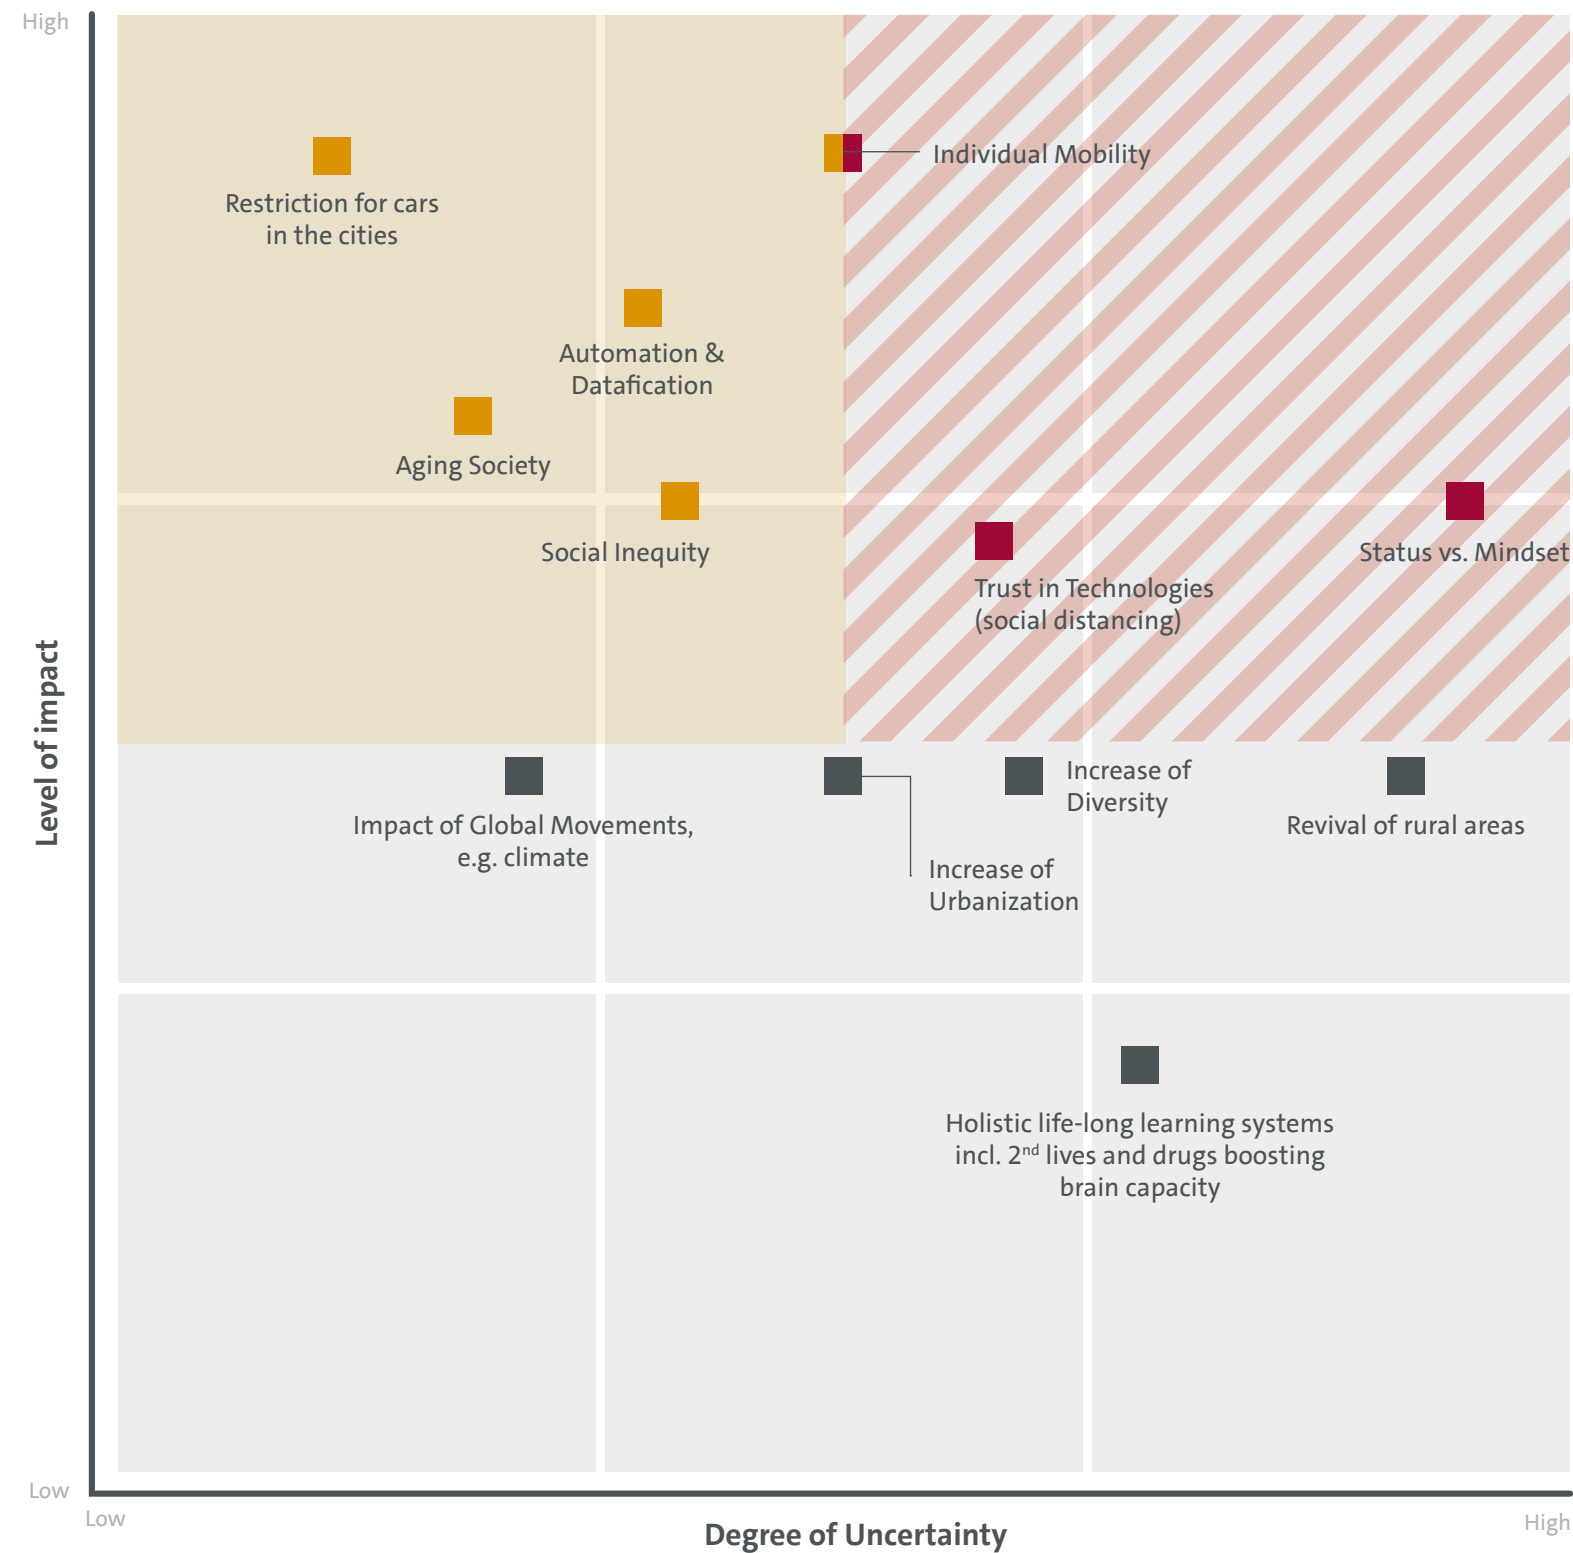 High
Individual Mobility
Restriction for cars
in the cities
Automation &
Datafication
Aging Society
Social Inequity
Status vs. Mindset
Trust in Technologies
(social distancing)
Level of impact
Increase of
Diversity
Impact of Global Movements,
e.g. climate
Revival of rural areas
Increase of
Urbanization
Holistic life-long learning systems
incl. 2nd lives and drugs boosting
brain capacity
Low
Low
Degree of Uncertainty
High